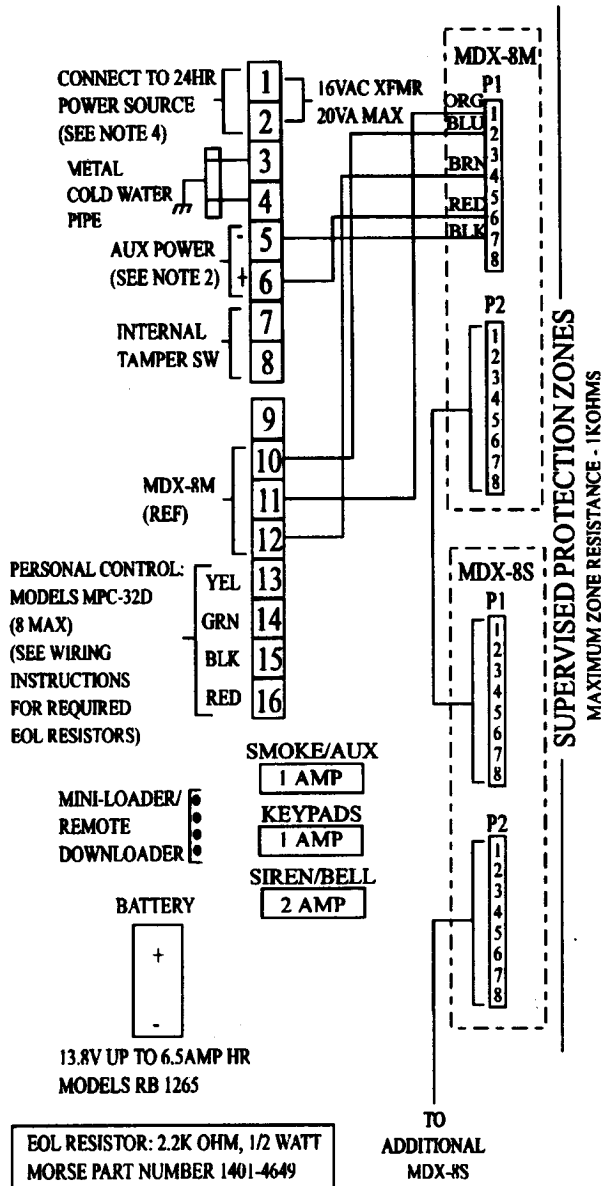 CONNECT TO 24HR
POWER SOURCE
(SEE NOTE 4)
1
2
16VAC XFMR
20VA MAX
METAL
COLD WATER
PIPE
3
4
AUX POWER
(SEE NOTE 2)
-
+
5
6
INTERNAL
TAMPER SW
7
8
9
MDX-8M
(REF)
10
11
12
PERSONAL CONTROL:
MODELS MPC-32D
(8 MAX)
(SEE WIRING
INSTRUCTIONS
FOR REQUIRED
EOL RESISTORS)
YEL 13
GRN 14
BLK 15
RED 16
SMOKE/AUX
1 AMP
MINI-LOADER/
REMOTE
DOWNLOADER
KEYPADS
1 AMP
SIREN/BELL
2 AMP
BATTERY
+
-
13.8V UP TO 6.5AMP HR
MODELS RB 1265
EOL RESISTOR: 2.2K OHM, 1/2 WATT
MORSE PART NUMBER 1401-4649
MDX-8M
P1
ORG
BLU
BRN
RED
BLK
1
2
3
4
6
7
8
P2
1
2
3
4
5
6
7
8
MDX-8S
P1
1
2
3
4
5
6
7
8
P2
1
2
3
4
5
6
7
8
TO
ADDITIONAL
MDX-8S
SUPERVISED PROTECTION ZONES
MAXIMUM ZONE RESISTANCE - 1KOHMS